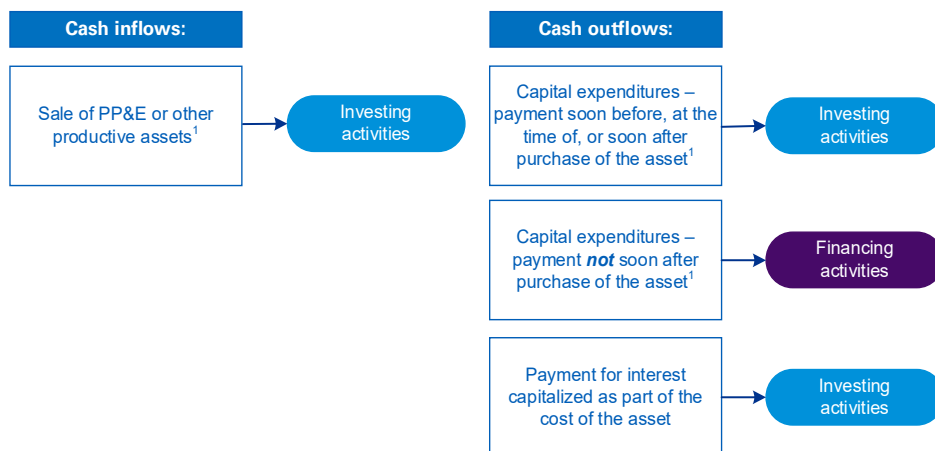 Cash inflows:
Sale of PP&E or other
productive assets1
Investing
activities
Cash outflows:
Capital expenditures –
payment soon before, at the
time of, or soon after
purchase of the asset1
Investing
activities
Capital expenditures –
payment not soon after
purchase of the asset1
Financing
activities
Payment for interest
capitalized as part of the
cost of the asset
Investing
activities